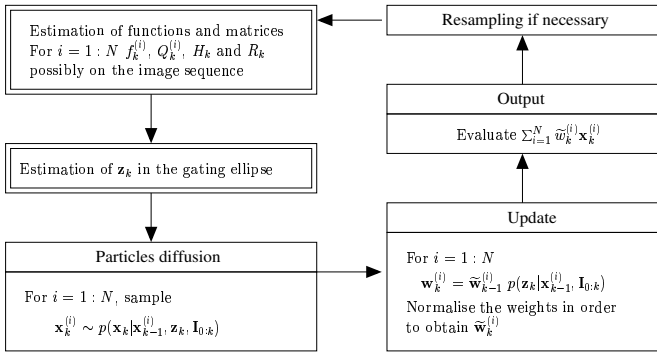 Estimation of functions and matrices
For i = 1 : N f_k^{(i)}, Q_k^{(i)}, H_k and R_k
possibly on the image sequence
Estimation of z_k in the gating ellipse
Particles diffusion
For i = 1 : N, sample
x_k^{(i)} ∼ p(x_k|x_{k−1}^{(i)}, z_k, I_{0:k})
Update
For i = 1 : N
w_k^{(i)} = w̃_{k−1}^{(i)} p(z_k|x_{k−1}^{(i)}, I_{0:k})
Normalise the weights in order
to obtain w̃_k^{(i)}
Output
Evaluate Σ_{i=1}^{N} w̃_k^{(i)} x_k^{(i)}
Resampling if necessary